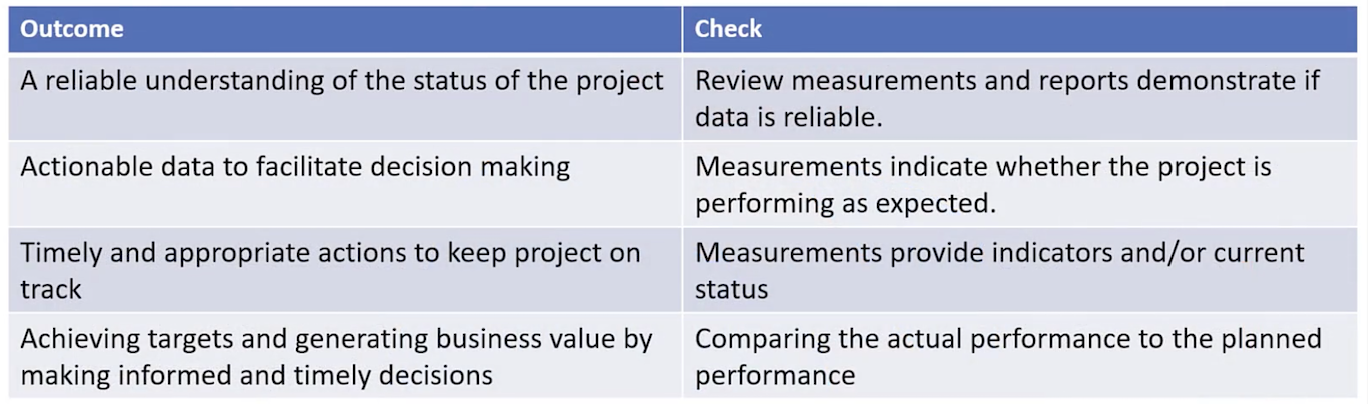 Outcome
Check
A reliable understanding of the status of the project
Review measurements and reports demonstrate if
data is reliable.
Actionable data to facilitate decision making
Measurements indicate whether the project is
performing as expected.
Timely and appropriate actions to keep project on
track
Measurements provide indicators and/or current
status
Achieving targets and generating business value by
making informed and timely decisions
Comparing the actual performance to the planned
performance